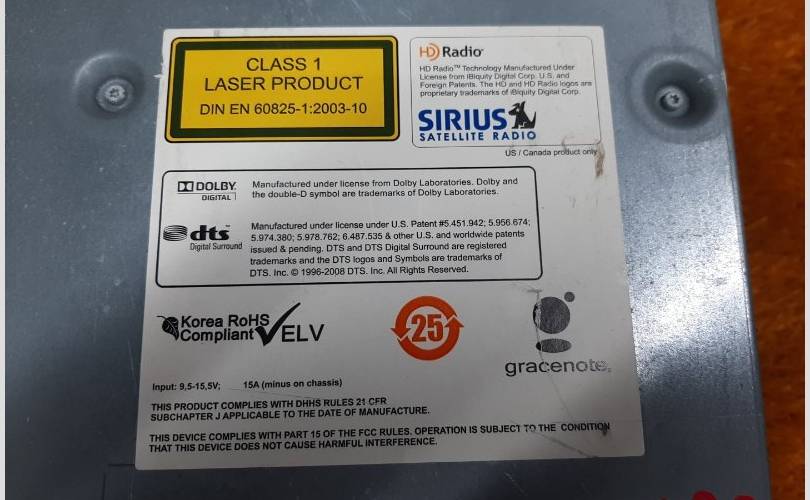 CLASS 1
LASER PRODUCT
DIN EN 60825-1:2003-10
HD Radio™
HD Radio™ Technology Manufactured Under
License from iBiquity Digital Corp. U.S. and
Foreign Patents. The HD and HD Radio logos are
proprietary trademarks of iBiquity Digital Corp.
SIRIUS
SATELLITE RADIO
US / Canada product only
DOLBY
DIGITAL
Manufactured under license from Dolby Laboratories. Dolby and
the double-D symbol are trademarks of Dolby Laboratories.
dts™
Digital Surround
Manufactured under license under U.S. Patent #5.451.942; 5.956.674;
5.974.380; 5.978.762; 6.487.535 & other U.S. and worldwide patents
issued & pending. DTS and DTS Digital Surround are registered
trademarks and the DTS logos and Symbols are trademarks of
DTS. Inc. © 1996-2008 DTS. Inc. All Rights Reserved.
Korea RoHS
Compliant
ELV
25
gracenote.
Input: 9,5-15,5V; 15A (minus on chassis)
THIS PRODUCT COMPLIES WITH DHHS RULES 21 CFR
SUBCHAPTER J APPLICABLE TO THE DATE OF MANUFACTURE.
THIS DEVICE COMPLIES WITH PART 15 OF THE FCC RULES. OPERATION IS SUBJECT TO THE CONDITION
THAT THIS DEVICE DOES NOT CAUSE HARMFUL INTERFERENCE.